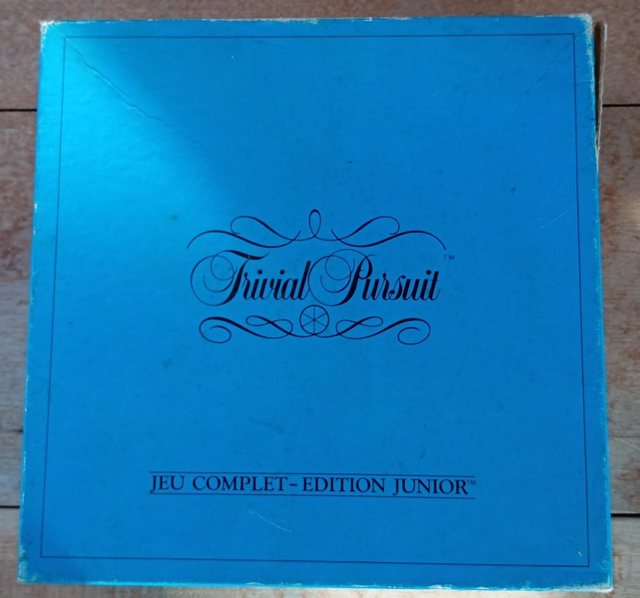 Trivial Pursuit™
JEU COMPLET-EDITION JUNIOR™